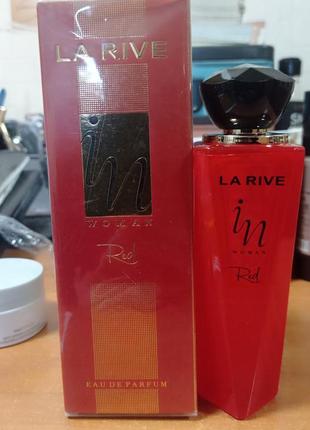 LA RIVE
in
WOMAN
Red
EAU DE PARFUM
LA RIVE
in
WOMAN
Red